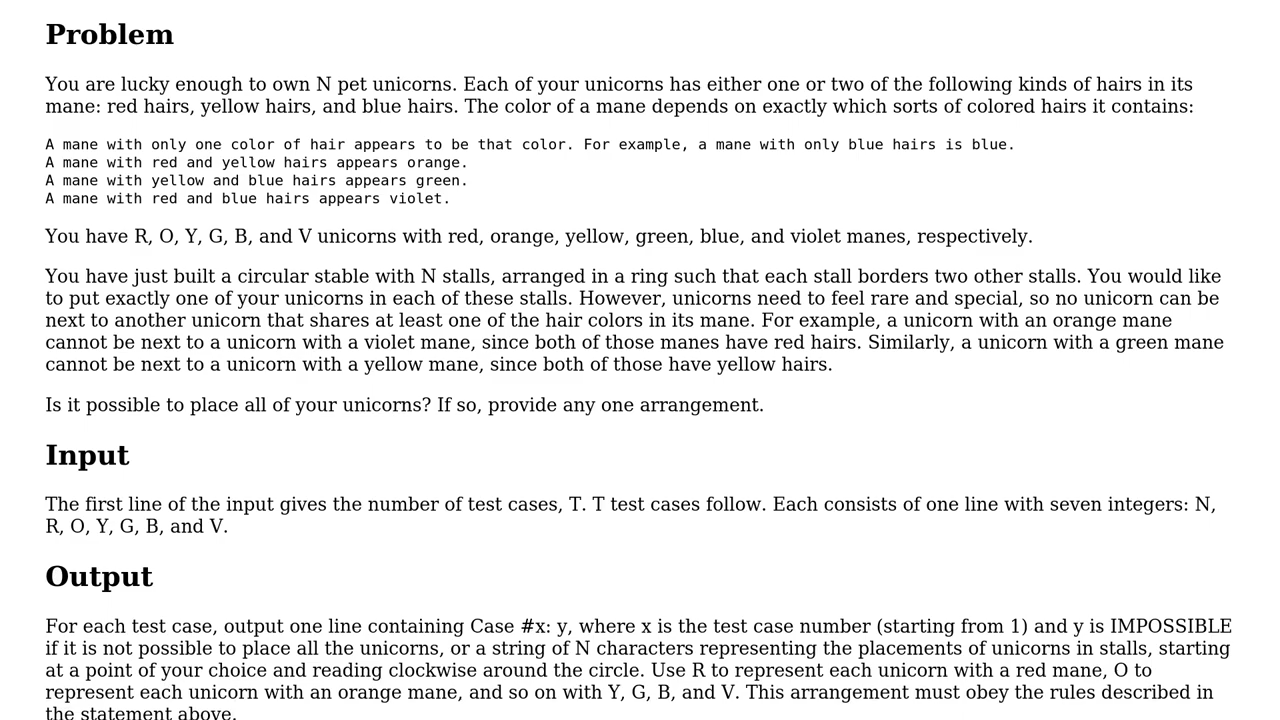 Problem
You are lucky enough to own N pet unicorns. Each of your unicorns has either one or two of the following kinds of hairs in its
mane: red hairs, yellow hairs, and blue hairs. The color of a mane depends on exactly which sorts of colored hairs it contains:
A mane with only one color of hair appears to be that color. For example, a mane with only blue hairs is blue.
A mane with red and yellow hairs appears orange.
A mane with yellow and blue hairs appears green.
A mane with red and blue hairs appears violet.
You have R, O, Y, G, B, and V unicorns with red, orange, yellow, green, blue, and violet manes, respectively.
You have just built a circular stable with N stalls, arranged in a ring such that each stall borders two other stalls. You would like
to put exactly one of your unicorns in each of these stalls. However, unicorns need to feel rare and special, so no unicorn can be
next to another unicorn that shares at least one of the hair colors in its mane. For example, a unicorn with an orange mane
cannot be next to a unicorn with a violet mane, since both of those manes have red hairs. Similarly, a unicorn with a green mane
cannot be next to a unicorn with a yellow mane, since both of those have yellow hairs.
Is it possible to place all of your unicorns? If so, provide any one arrangement.
Input
The first line of the input gives the number of test cases, T. T test cases follow. Each consists of one line with seven integers: N,
R, O, Y, G, B, and V.
Output
For each test case, output one line containing Case #x: y, where x is the test case number (starting from 1) and y is IMPOSSIBLE
if it is not possible to place all the unicorns, or a string of N characters representing the placements of unicorns in stalls, starting
at a point of your choice and reading clockwise around the circle. Use R to represent each unicorn with a red mane, O to
represent each unicorn with an orange mane, and so on with Y, G, B, and V. This arrangement must obey the rules described in
the statement above.